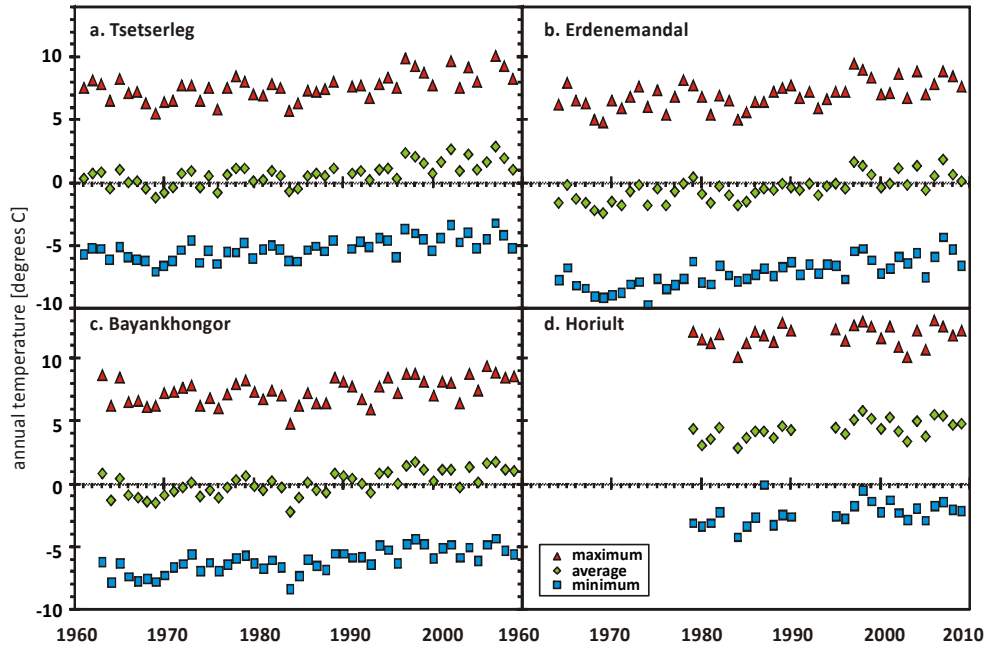 a. Tsetserleg
b. Erdenemandal
10
5
0
-5
-10
c. Bayankhongor
d. Horiult
10
5
0
-5
-10
annual temperature [degrees C]
maximum
average
minimum
1960 1970 1980 1990 2000 1960 1970 1980 1990 2000 2010